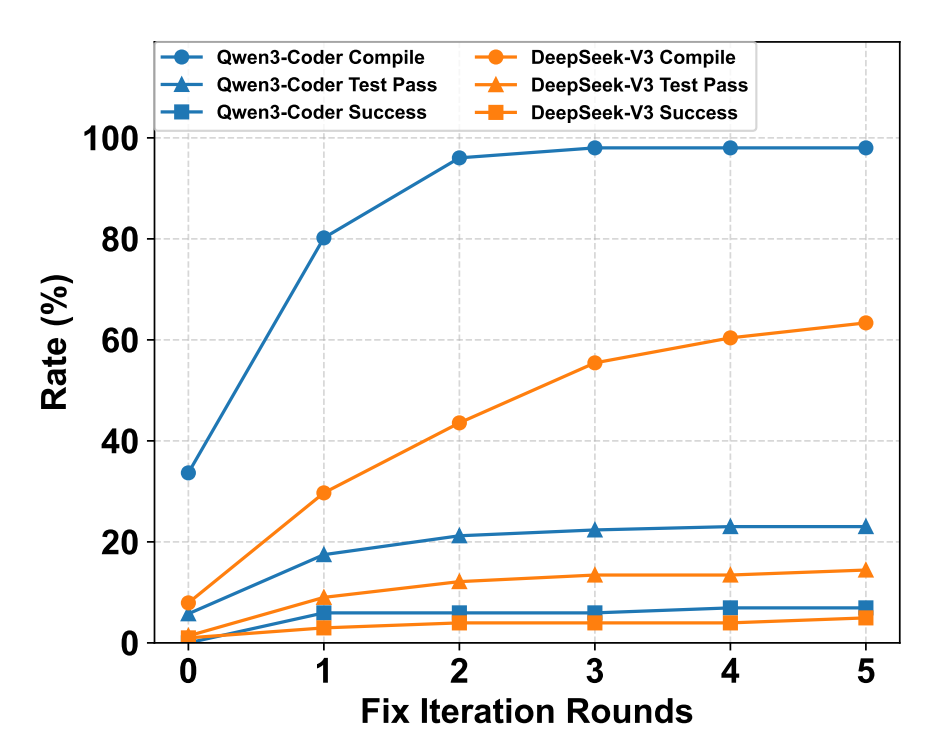 Qwen3-Coder Compile
Qwen3-Coder Test Pass
Qwen3-Coder Success
DeepSeek-V3 Compile
DeepSeek-V3 Test Pass
DeepSeek-V3 Success
Rate (%)
100
80
60
40
20
0
0 1 2 3 4 5
Fix Iteration Rounds